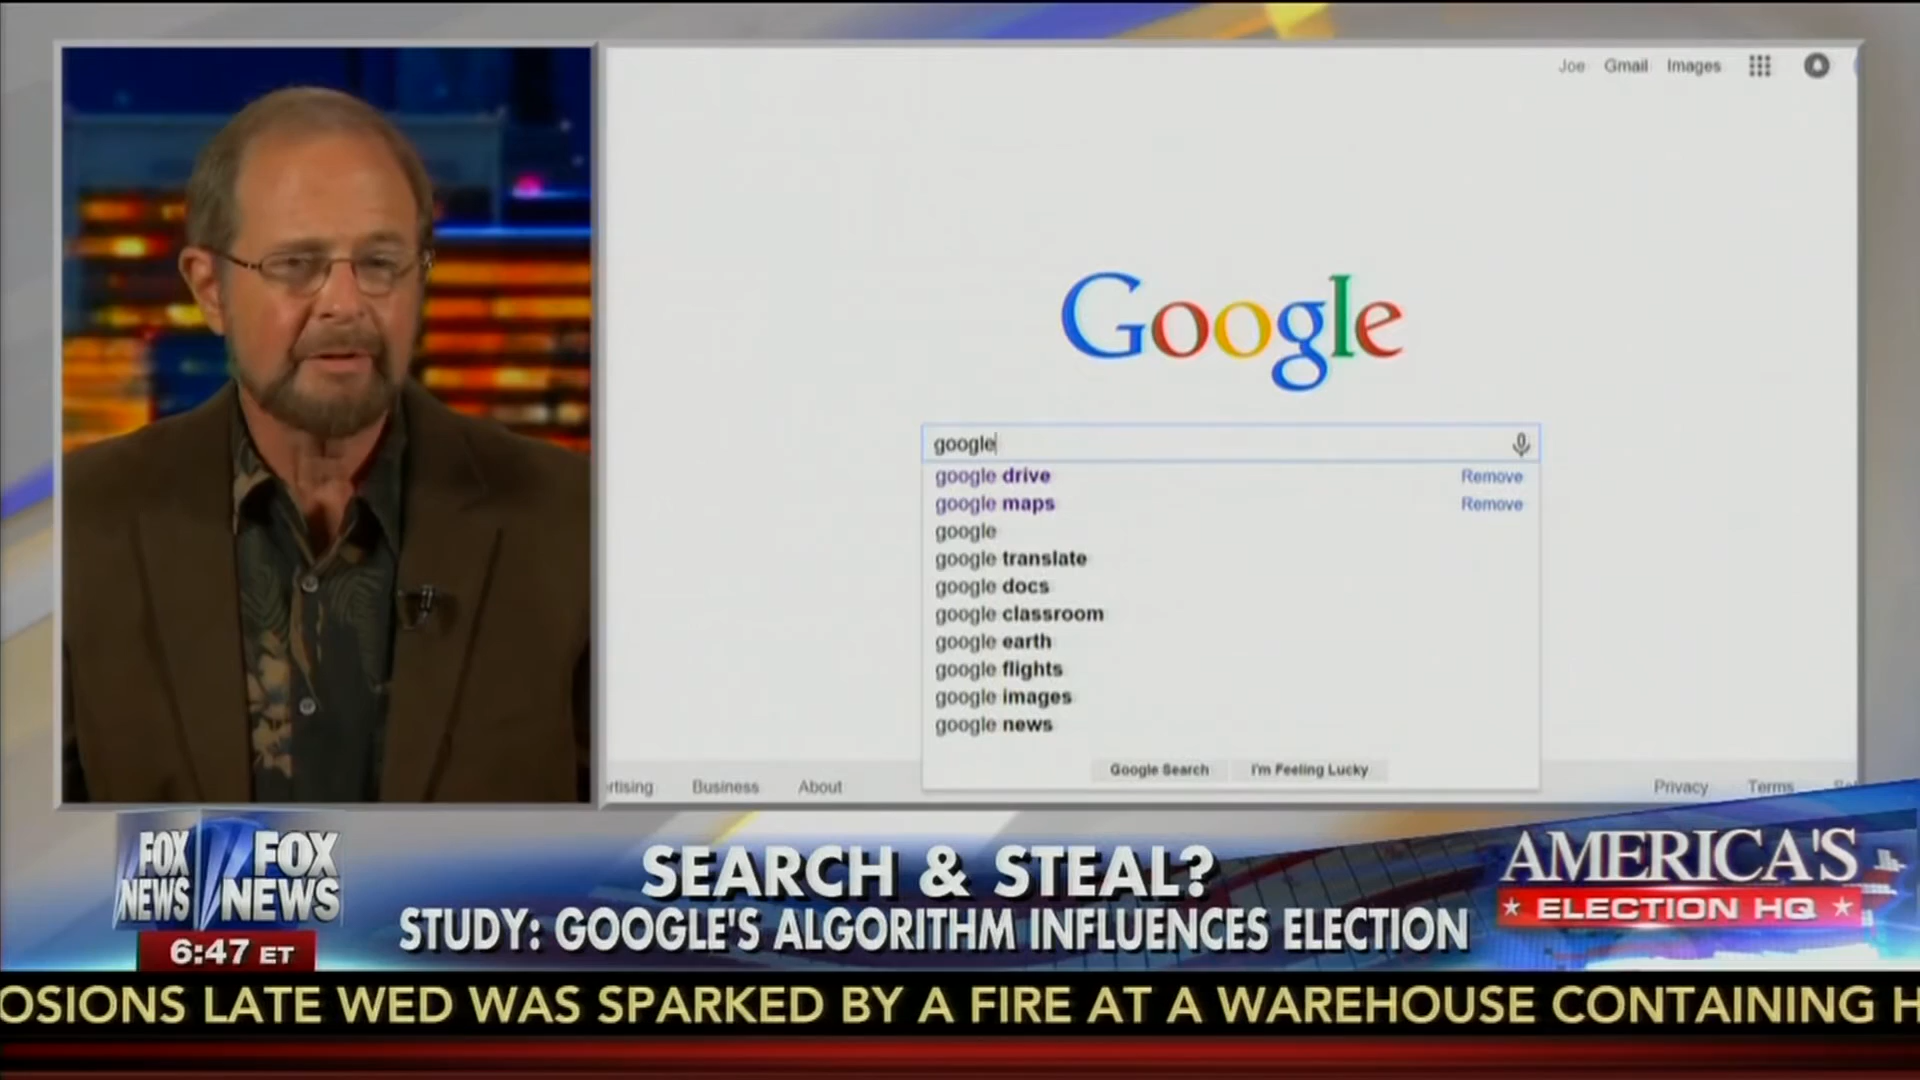 Joe Gmail Images
Google
google
google drive Remove
google maps Remove
google
google translate
google docs
google classroom
google earth
google flights
google images
google news
Google Search I'm Feeling Lucky
rtising Business About
Privacy Terms
FOX NEWS FOX NEWS
6:47 ET
SEARCH & STEAL?
STUDY: GOOGLE'S ALGORITHM INFLUENCES ELECTION
AMERICA'S
ELECTION HQ
OSIONS LATE WED WAS SPARKED BY A FIRE AT A WAREHOUSE CONTAINING H